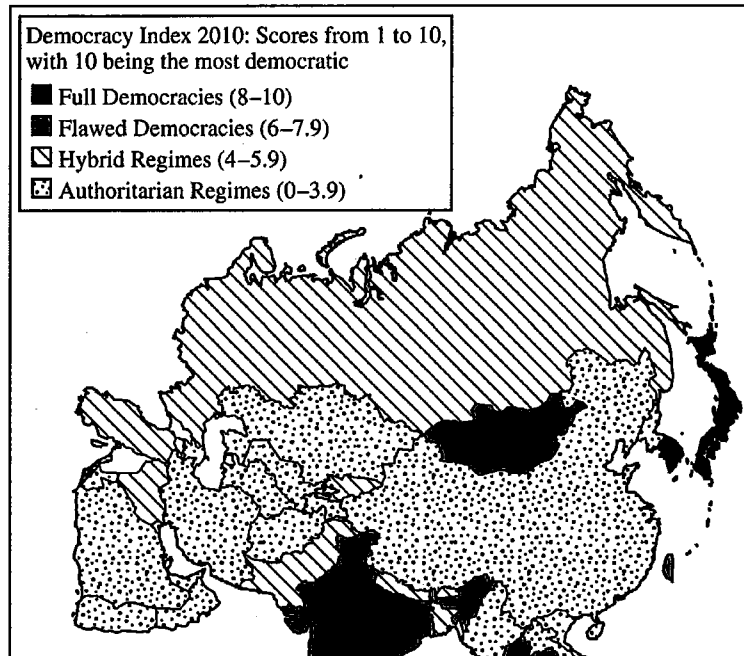 Democracy Index 2010: Scores from 1 to 10,
with 10 being the most democratic
Full Democracies (8–10)
Flawed Democracies (6–7.9)
Hybrid Regimes (4–5.9)
Authoritarian Regimes (0–3.9)